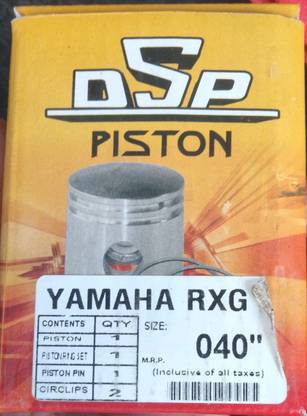 DSP
PISTON
YAMAHA RXG
CONTENTS QTY SIZE:
PISTON 1
PISTON RING SET 1
040"
PISTON PIN 1 M.R.P. (Inclusive of all taxes)
CIRCLIPS 2